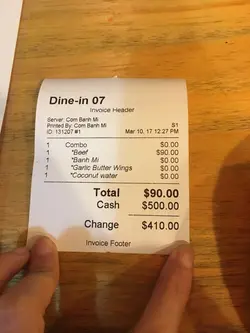 Dine-in 07
Invoice Header
Server: Com Banh Mi
Printed By: Com Banh Mi S1
ID: 131207 #1 Mar 10, 17 12:27 PM
1 Combo $0.00
1 *Beef $90.00
1 *Banh Mi $0.00
1 *Garlic Butter Wings $0.00
1 *Coconut water $0.00
Total $90.00
Cash $500.00
Change $410.00
Invoice Footer